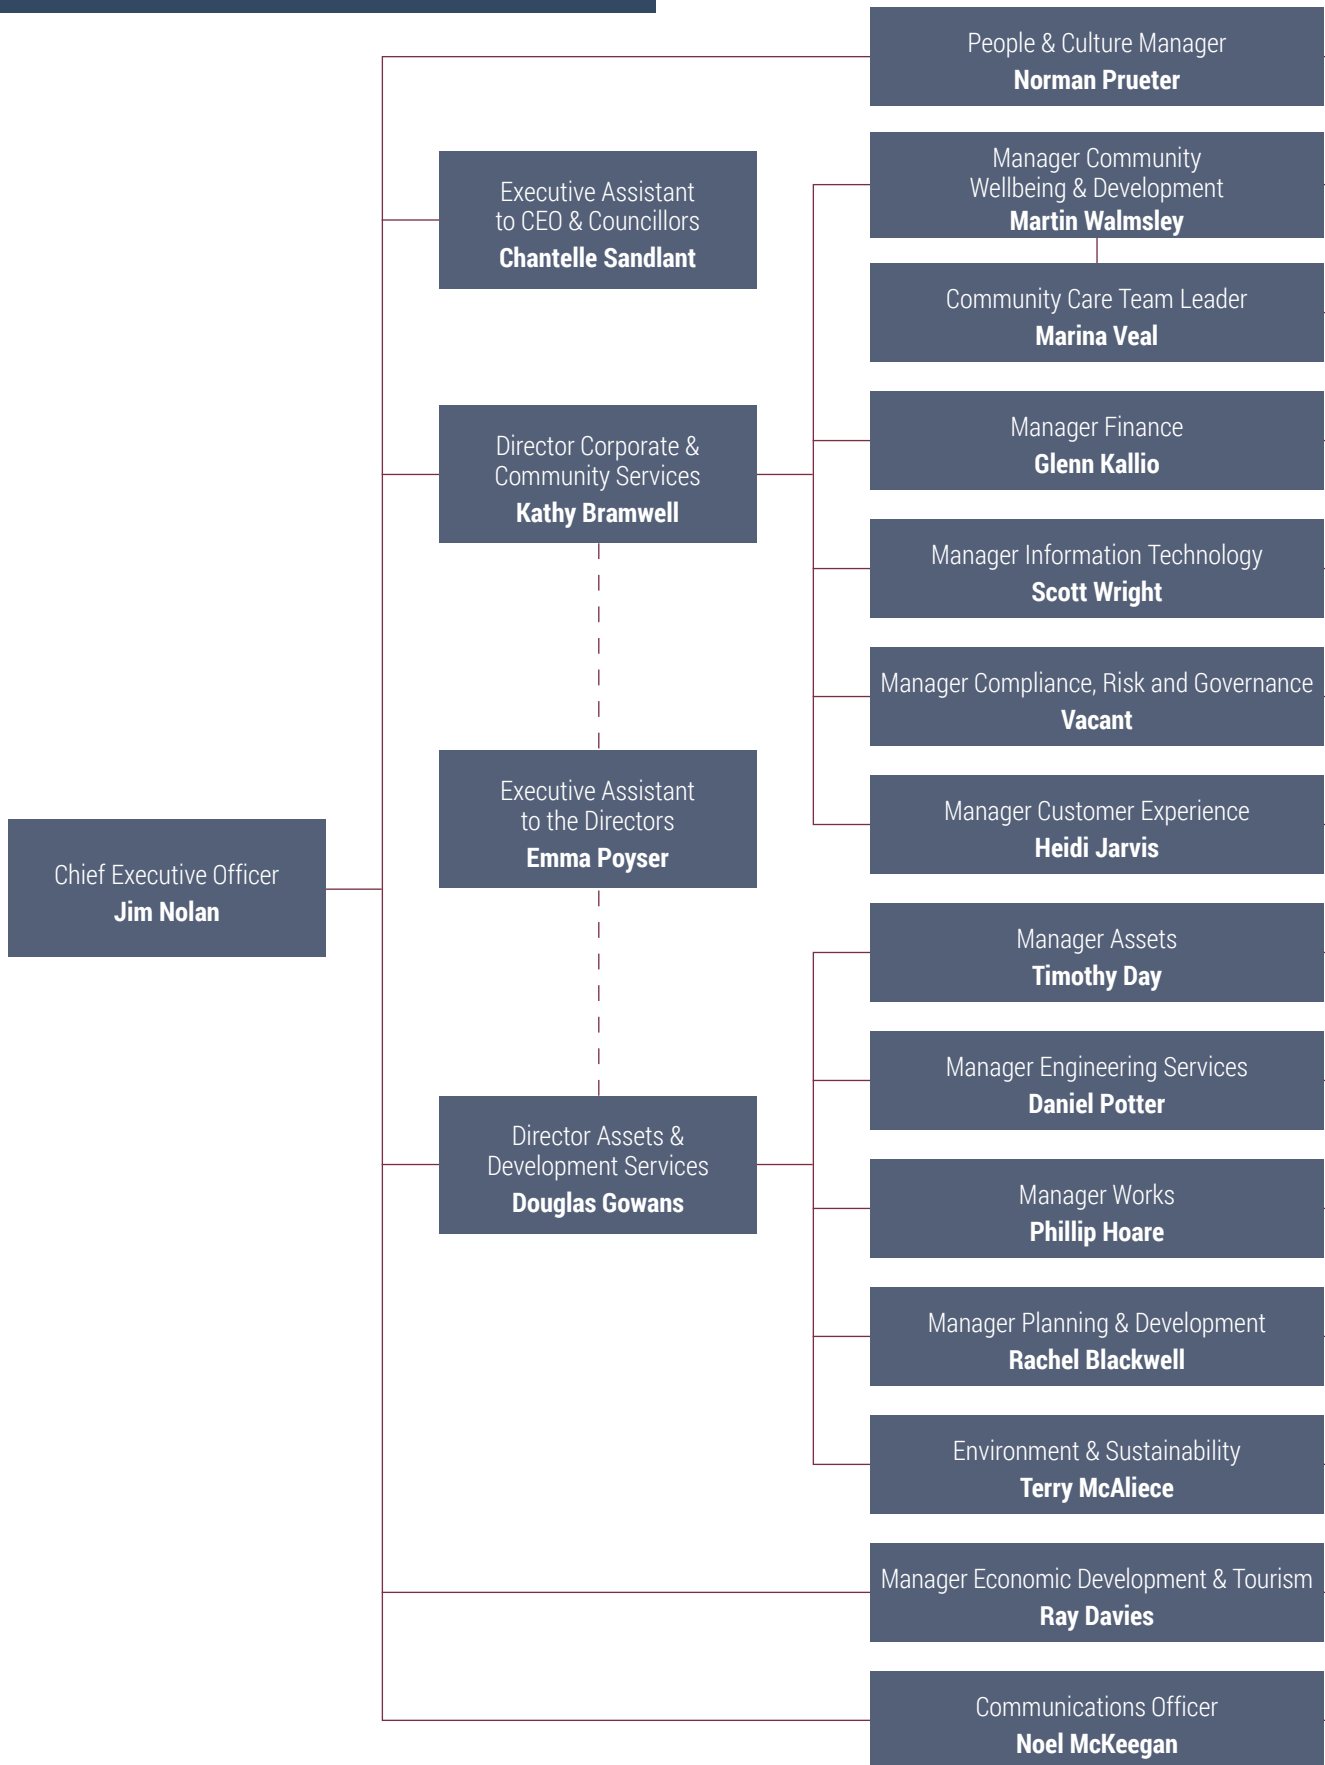 People & Culture Manager
Norman Prueter
Executive Assistant
to CEO & Councillors
Chantelle Sandlant
Manager Community
Wellbeing & Development
Martin Walmsley
Community Care Team Leader
Marina Veal
Director Corporate &
Community Services
Kathy Bramwell
Manager Finance
Glenn Kallio
Manager Information Technology
Scott Wright
Manager Compliance, Risk and Governance
Vacant
Executive Assistant
to the Directors
Emma Poyser
Manager Customer Experience
Heidi Jarvis
Chief Executive Officer
Jim Nolan
Manager Assets
Timothy Day
Manager Engineering Services
Daniel Potter
Director Assets &
Development Services
Douglas Gowans
Manager Works
Phillip Hoare
Manager Planning & Development
Rachel Blackwell
Environment & Sustainability
Terry McAliece
Manager Economic Development & Tourism
Ray Davies
Communications Officer
Noel McKeegan